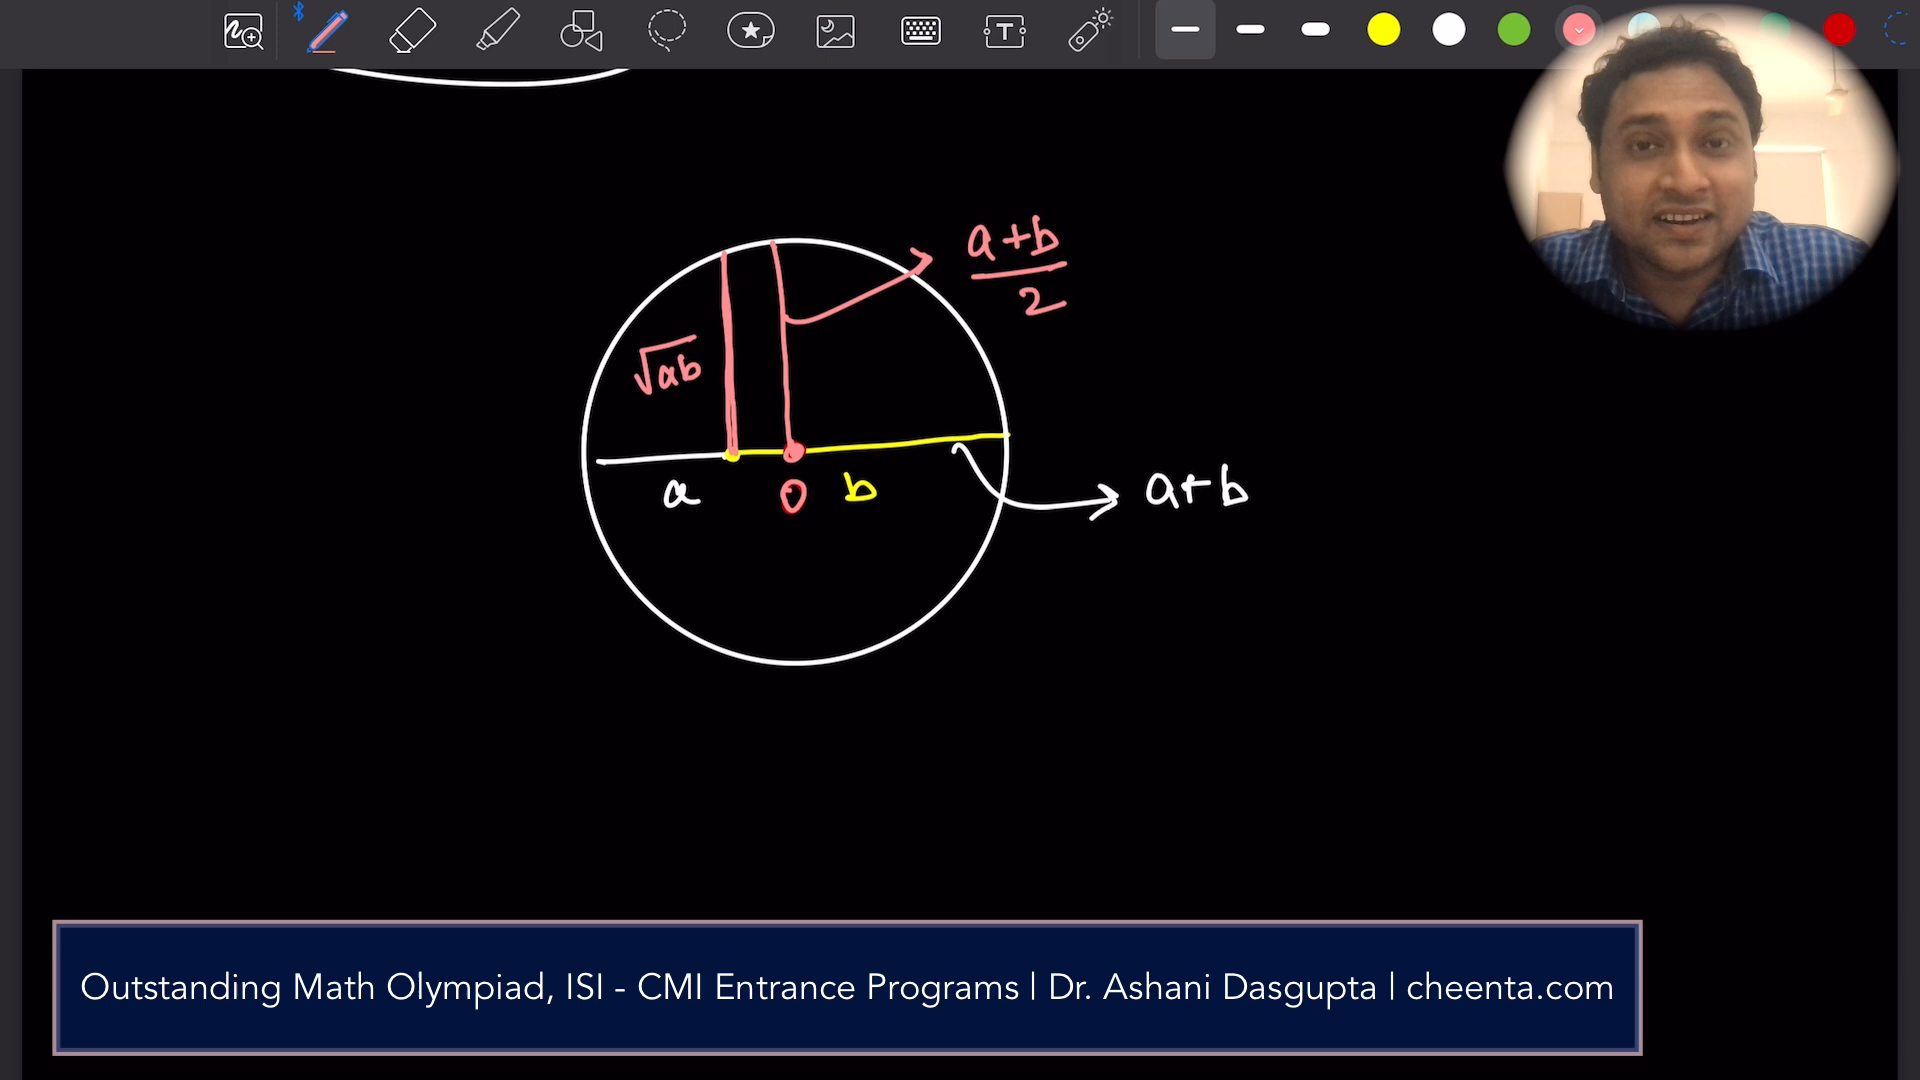 T
a+b
2
√ab
a
O
b
a+b
Outstanding Math Olympiad, ISI - CMI Entrance Programs | Dr. Ashani Dasgupta | cheenta.com